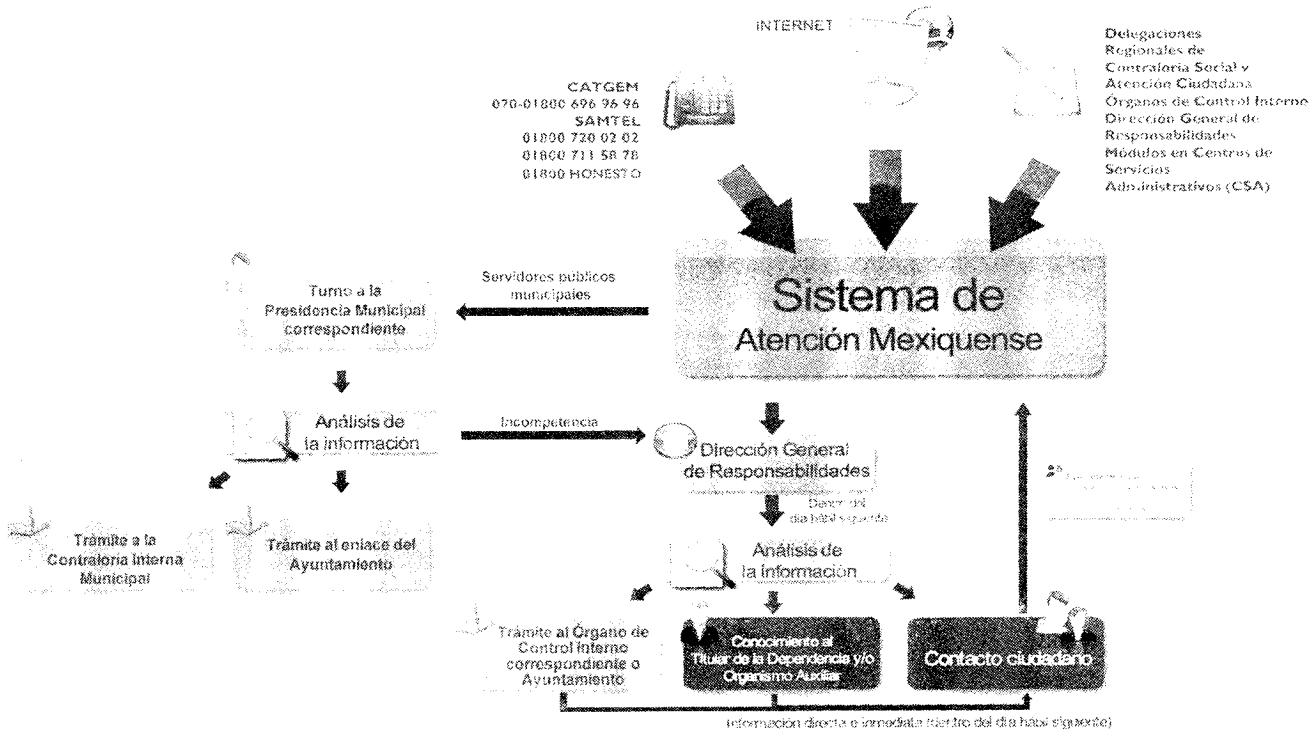 INTERNET
CATGEM
070-01800 696 96 96
SAMTEL
01800 720 02 02
01800 711 58 78
01800 HONESTO
Delegaciones
Regionales de
Contraloría Social y
Atención Ciudadana
Órganos de Control Interno
Dirección General de
Responsabilidades
Módulos en Centros de
Servicios
Administrativos (CSA)
Sistema de
Atención Mexiquense
Servidores públicos
municipales
Turno a la
Presidencia Municipal
correspondiente
Análisis de
la información
Incompetencia
Dirección General
de Responsabilidades
Dentro del
día hábil siguiente
Trámite a la
Contraloría Interna
Municipal
Trámite al enlace del
Ayuntamiento
Análisis de
la información
Trámite al Órgano de
Control Interno
correspondiente o
Ayuntamiento
Conocimiento al
Titular de la Dependencia y/o
Organismo Auxiliar
Contacto ciudadano
Información directa e inmediata (dentro del día hábil siguiente)